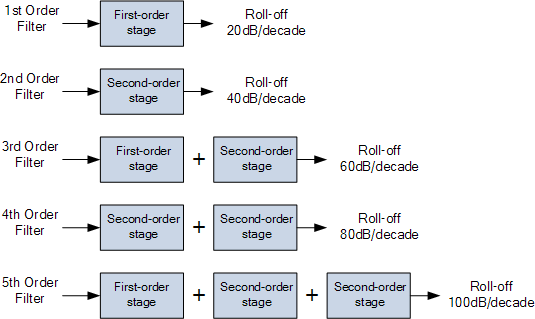 1st Order
Filter
First-order
stage
Roll-off
20dB/decade
2nd Order
Filter
Second-order
stage
Roll-off
40dB/decade
3rd Order
Filter
First-order
stage
+
Second-order
stage
Roll-off
60dB/decade
4th Order
Filter
Second-order
stage
+
Second-order
stage
Roll-off
80dB/decade
5th Order
Filter
First-order
stage
+
Second-order
stage
+
Second-order
stage
Roll-off
100dB/decade